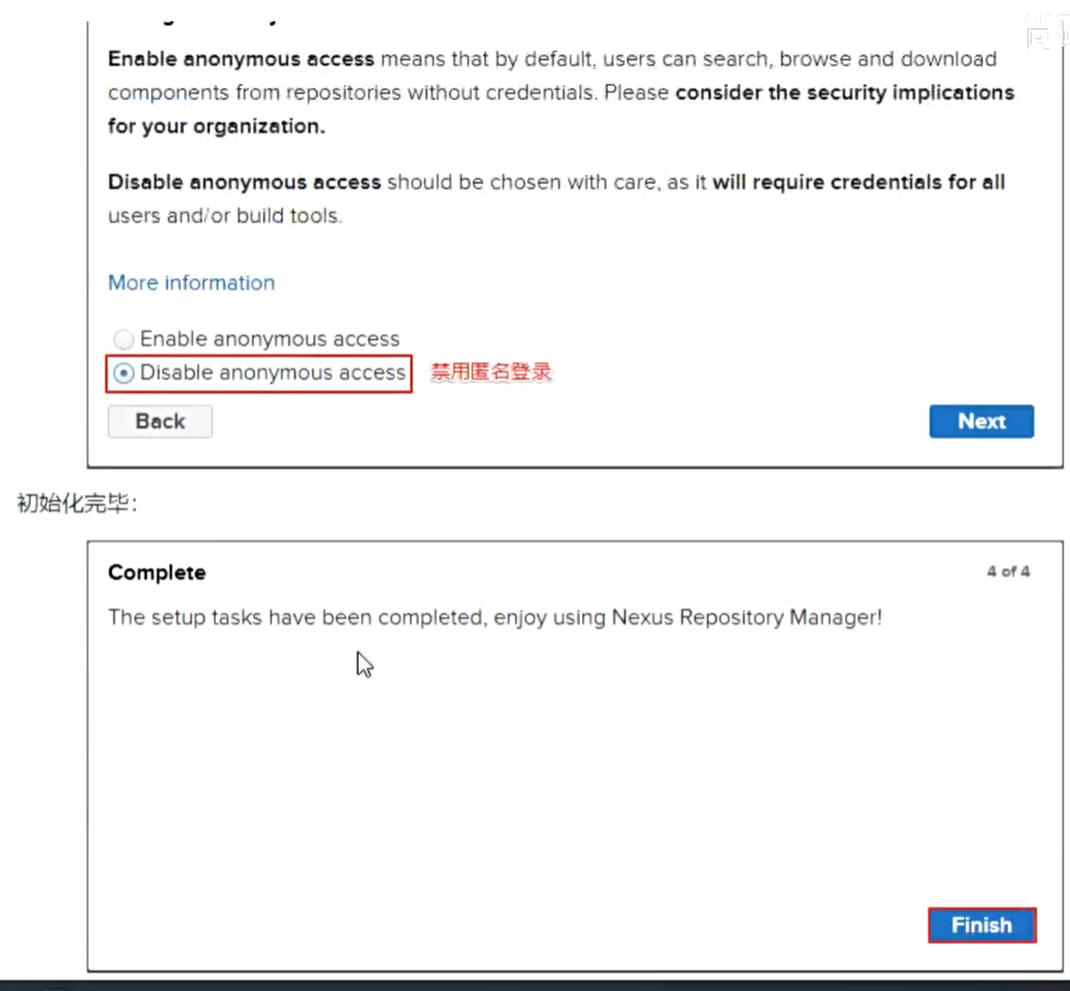 Enable anonymous access means that by default, users can search, browse and download
components from repositories without credentials. Please consider the security implications
for your organization.
Disable anonymous access should be chosen with care, as it will require credentials for all
users and/or build tools.
More information
Enable anonymous access
Disable anonymous access 禁用匿名登录
Back Next
初始化完毕:
Complete 4 of 4
The setup tasks have been completed, enjoy using Nexus Repository Manager!
Finish